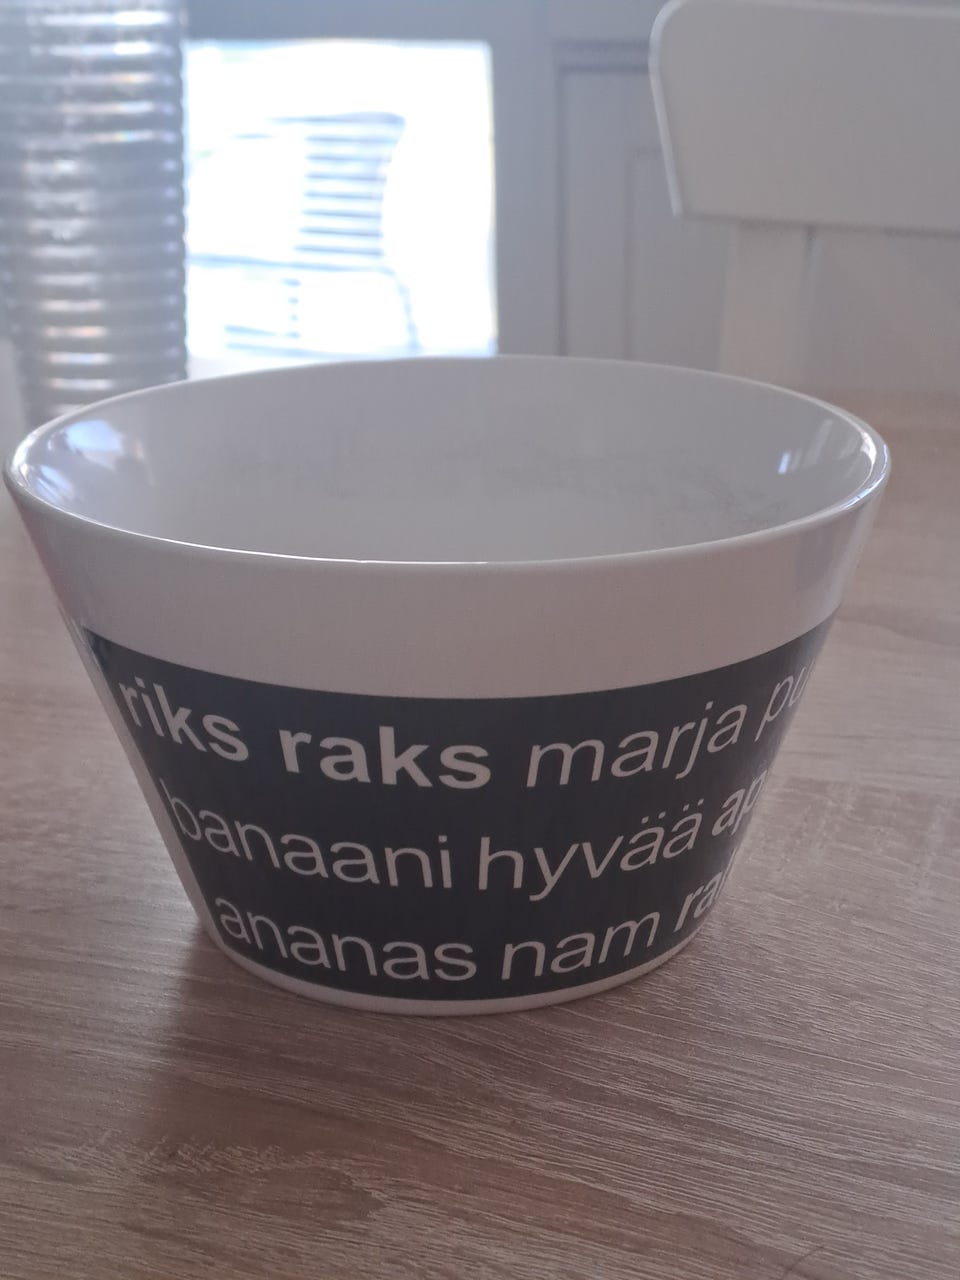 riks raks marja
banaani hyvää
ananas nam